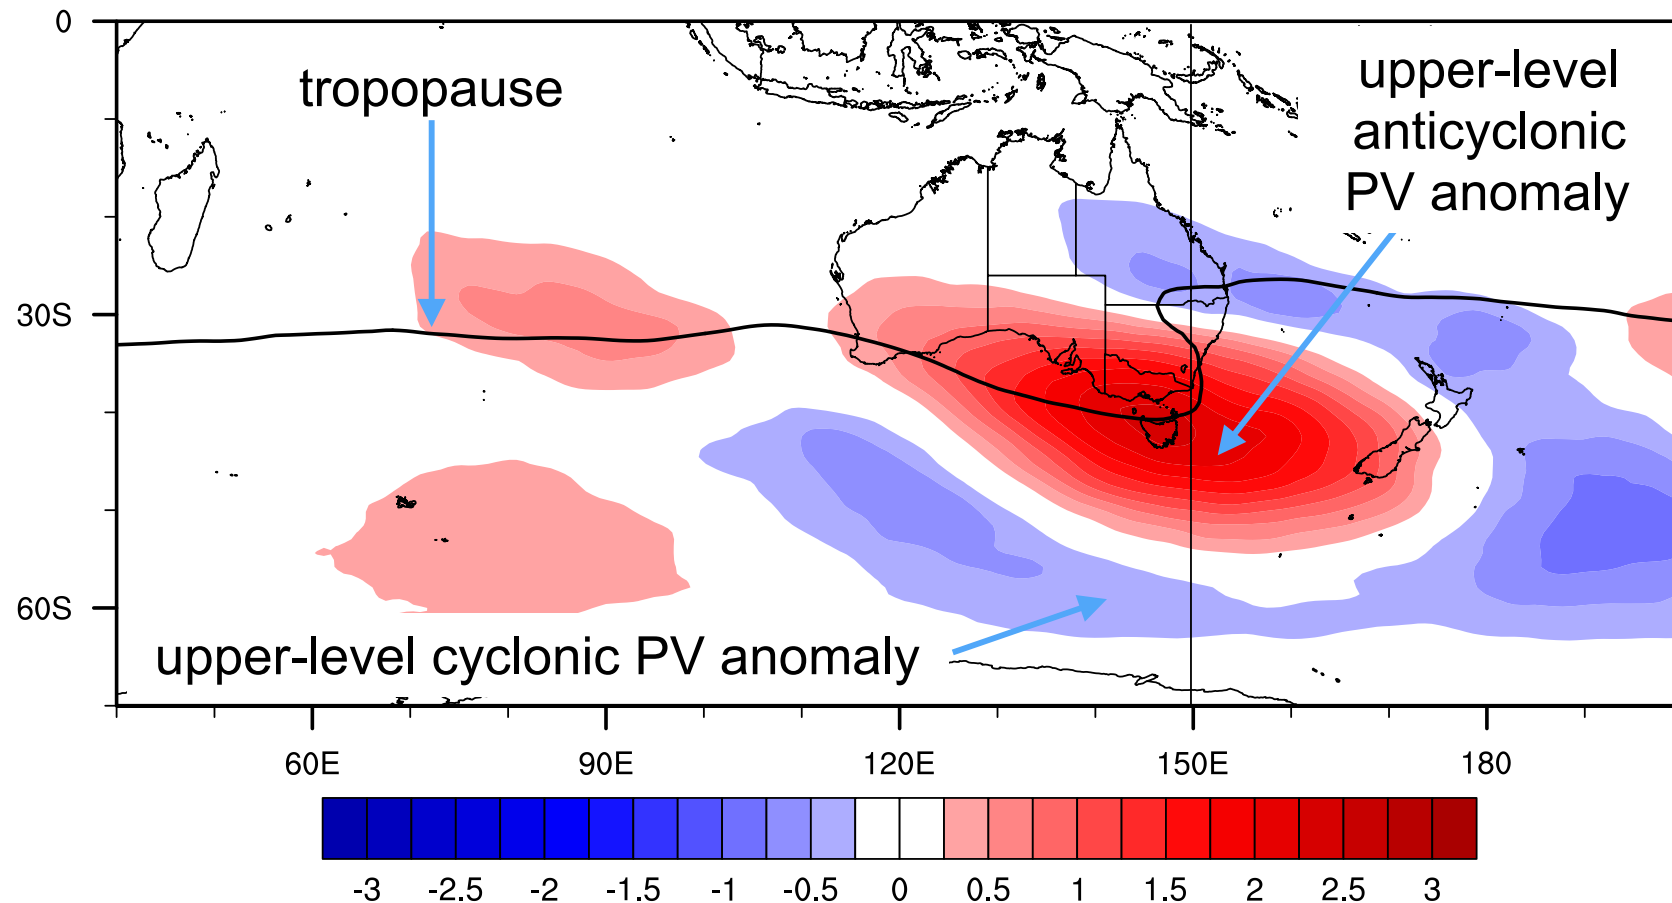 0
tropopause
upper-level
anticyclonic
PV anomaly
30S
60S
upper-level cyclonic PV anomaly
60E 90E 120E 150E 180
-3 -2.5 -2 -1.5 -1 -0.5 0 0.5 1 1.5 2 2.5 3